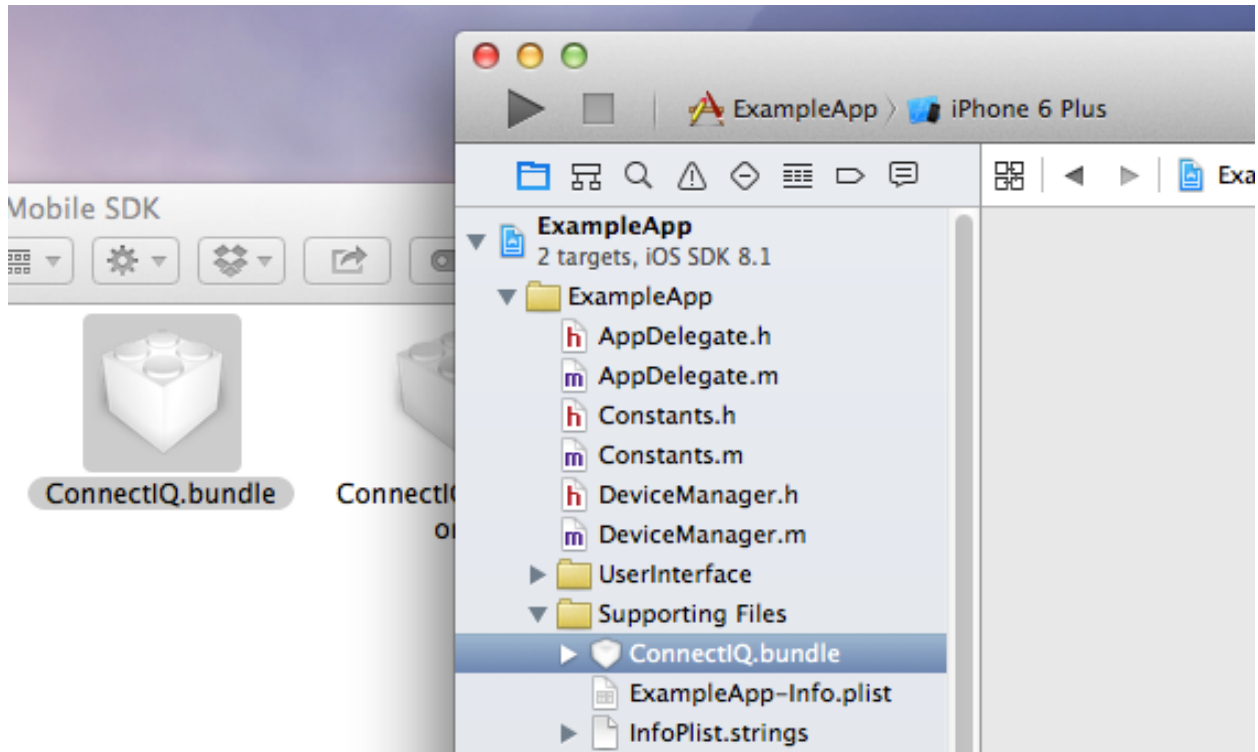 ExampleApp
iPhone 6 Plus
Exa
Mobile SDK
ExampleApp
2 targets, iOS SDK 8.1
ExampleApp
h AppDelegate.h
m AppDelegate.m
h Constants.h
m Constants.m
h DeviceManager.h
m DeviceManager.m
UserInterface
Supporting Files
ConnectIQ.bundle
ExampleApp-Info.plist
InfoPlist.strings
ConnectIQ.bundle